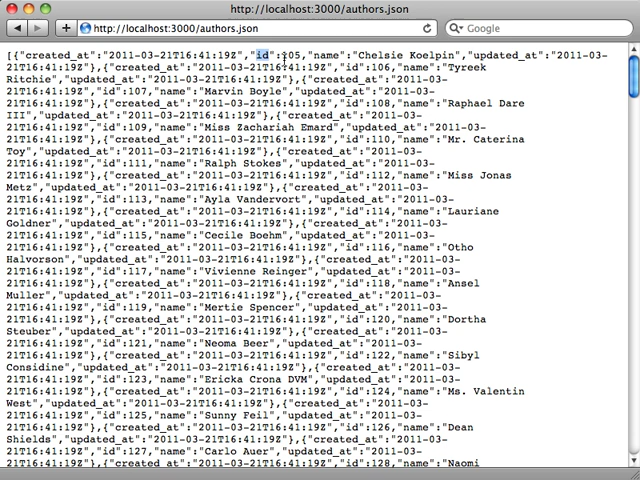 http://localhost:3000/authors.json
http://localhost:3000/authors.json
Google
[{"created_at":"2011-03-21T16:41:19Z","id":105,"name":"Chelsie Koelpin","updated_at":"2011-03-
21T16:41:19Z"},{"created_at":"2011-03-21T16:41:19Z","id":106,"name":"Tyreek
Ritchie","updated_at":"2011-03-21T16:41:19Z"},{"created_at":"2011-03-
21T16:41:19Z","id":107,"name":"Marvin Boyle","updated_at":"2011-03-
21T16:41:19Z"},{"created_at":"2011-03-21T16:41:19Z","id":108,"name":"Raphael Dare
III","updated_at":"2011-03-21T16:41:19Z"},{"created_at":"2011-03-
21T16:41:19Z","id":109,"name":"Miss Zachariah Emard","updated_at":"2011-03-
21T16:41:19Z"},{"created_at":"2011-03-21T16:41:19Z","id":110,"name":"Mr. Caterina
Toy","updated_at":"2011-03-21T16:41:19Z"},{"created_at":"2011-03-
21T16:41:19Z","id":111,"name":"Ralph Stokes","updated_at":"2011-03-
21T16:41:19Z"},{"created_at":"2011-03-21T16:41:19Z","id":112,"name":"Miss Jonas
Metz","updated_at":"2011-03-21T16:41:19Z"},{"created_at":"2011-03-
21T16:41:19Z","id":113,"name":"Ayla Vandervort","updated_at":"2011-03-
21T16:41:19Z"},{"created_at":"2011-03-21T16:41:19Z","id":114,"name":"Lauriane
Goldner","updated_at":"2011-03-21T16:41:19Z"},{"created_at":"2011-03-
21T16:41:19Z","id":115,"name":"Cecile Boehm","updated_at":"2011-03-
21T16:41:19Z"},{"created_at":"2011-03-21T16:41:19Z","id":116,"name":"Otho
Halvorson","updated_at":"2011-03-21T16:41:19Z"},{"created_at":"2011-03-
21T16:41:19Z","id":117,"name":"Vivienne Reinger","updated_at":"2011-03-
21T16:41:19Z"},{"created_at":"2011-03-21T16:41:19Z","id":118,"name":"Ansel
Muller","updated_at":"2011-03-21T16:41:19Z"},{"created_at":"2011-03-
21T16:41:19Z","id":119,"name":"Mertie Spencer","updated_at":"2011-03-
21T16:41:19Z"},{"created_at":"2011-03-21T16:41:19Z","id":120,"name":"Dortha
Steuber","updated_at":"2011-03-21T16:41:19Z"},{"created_at":"2011-03-
21T16:41:19Z","id":121,"name":"Neoma Beer","updated_at":"2011-03-
21T16:41:19Z"},{"created_at":"2011-03-21T16:41:19Z","id":122,"name":"Sibyl
Considine","updated_at":"2011-03-21T16:41:19Z"},{"created_at":"2011-03-
21T16:41:19Z","id":123,"name":"Ericka Crona DVM","updated_at":"2011-03-
21T16:41:19Z"},{"created_at":"2011-03-21T16:41:19Z","id":124,"name":"Ms. Valentin
West","updated_at":"2011-03-21T16:41:19Z"},{"created_at":"2011-03-
21T16:41:19Z","id":125,"name":"Sunny Feil","updated_at":"2011-03-
21T16:41:19Z"},{"created_at":"2011-03-21T16:41:19Z","id":126,"name":"Dean
Shields","updated_at":"2011-03-21T16:41:19Z"},{"created_at":"2011-03-
21T16:41:19Z","id":127,"name":"Carlo Auer","updated_at":"2011-03-
21T16:41:19Z"},{"created_at":"2011-03-21T16:41:19Z","id":128,"name":"Naomi